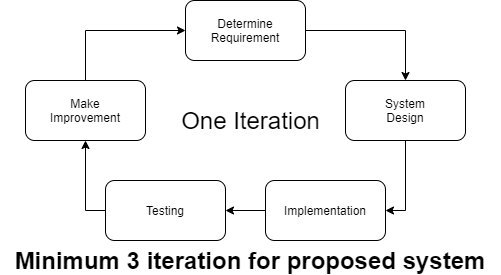 Determine
Requirement
Make
Improvement
One Iteration
System
Design
Testing
Implementation
Minimum 3 iteration for proposed system